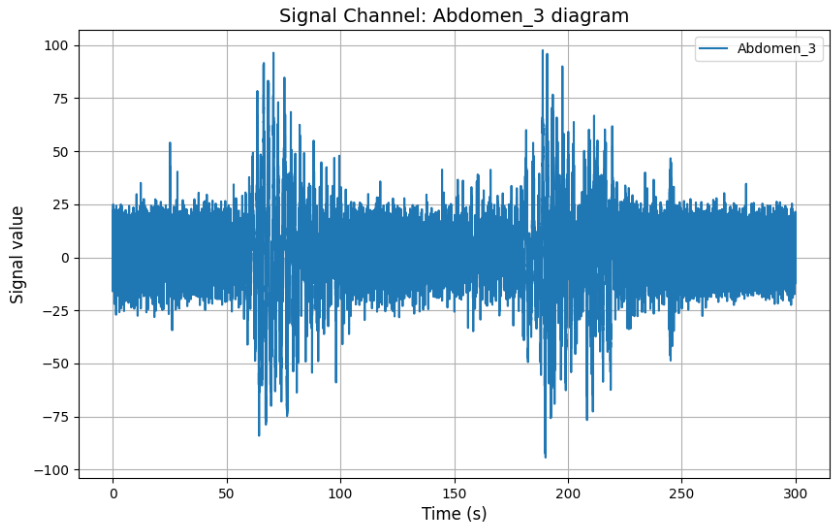 Signal Channel: Abdomen_3 diagram
Abdomen_3
100
75
50
25
0
−25
−50
−75
−100
Signal value
0 50 100 150 200 250 300
Time (s)